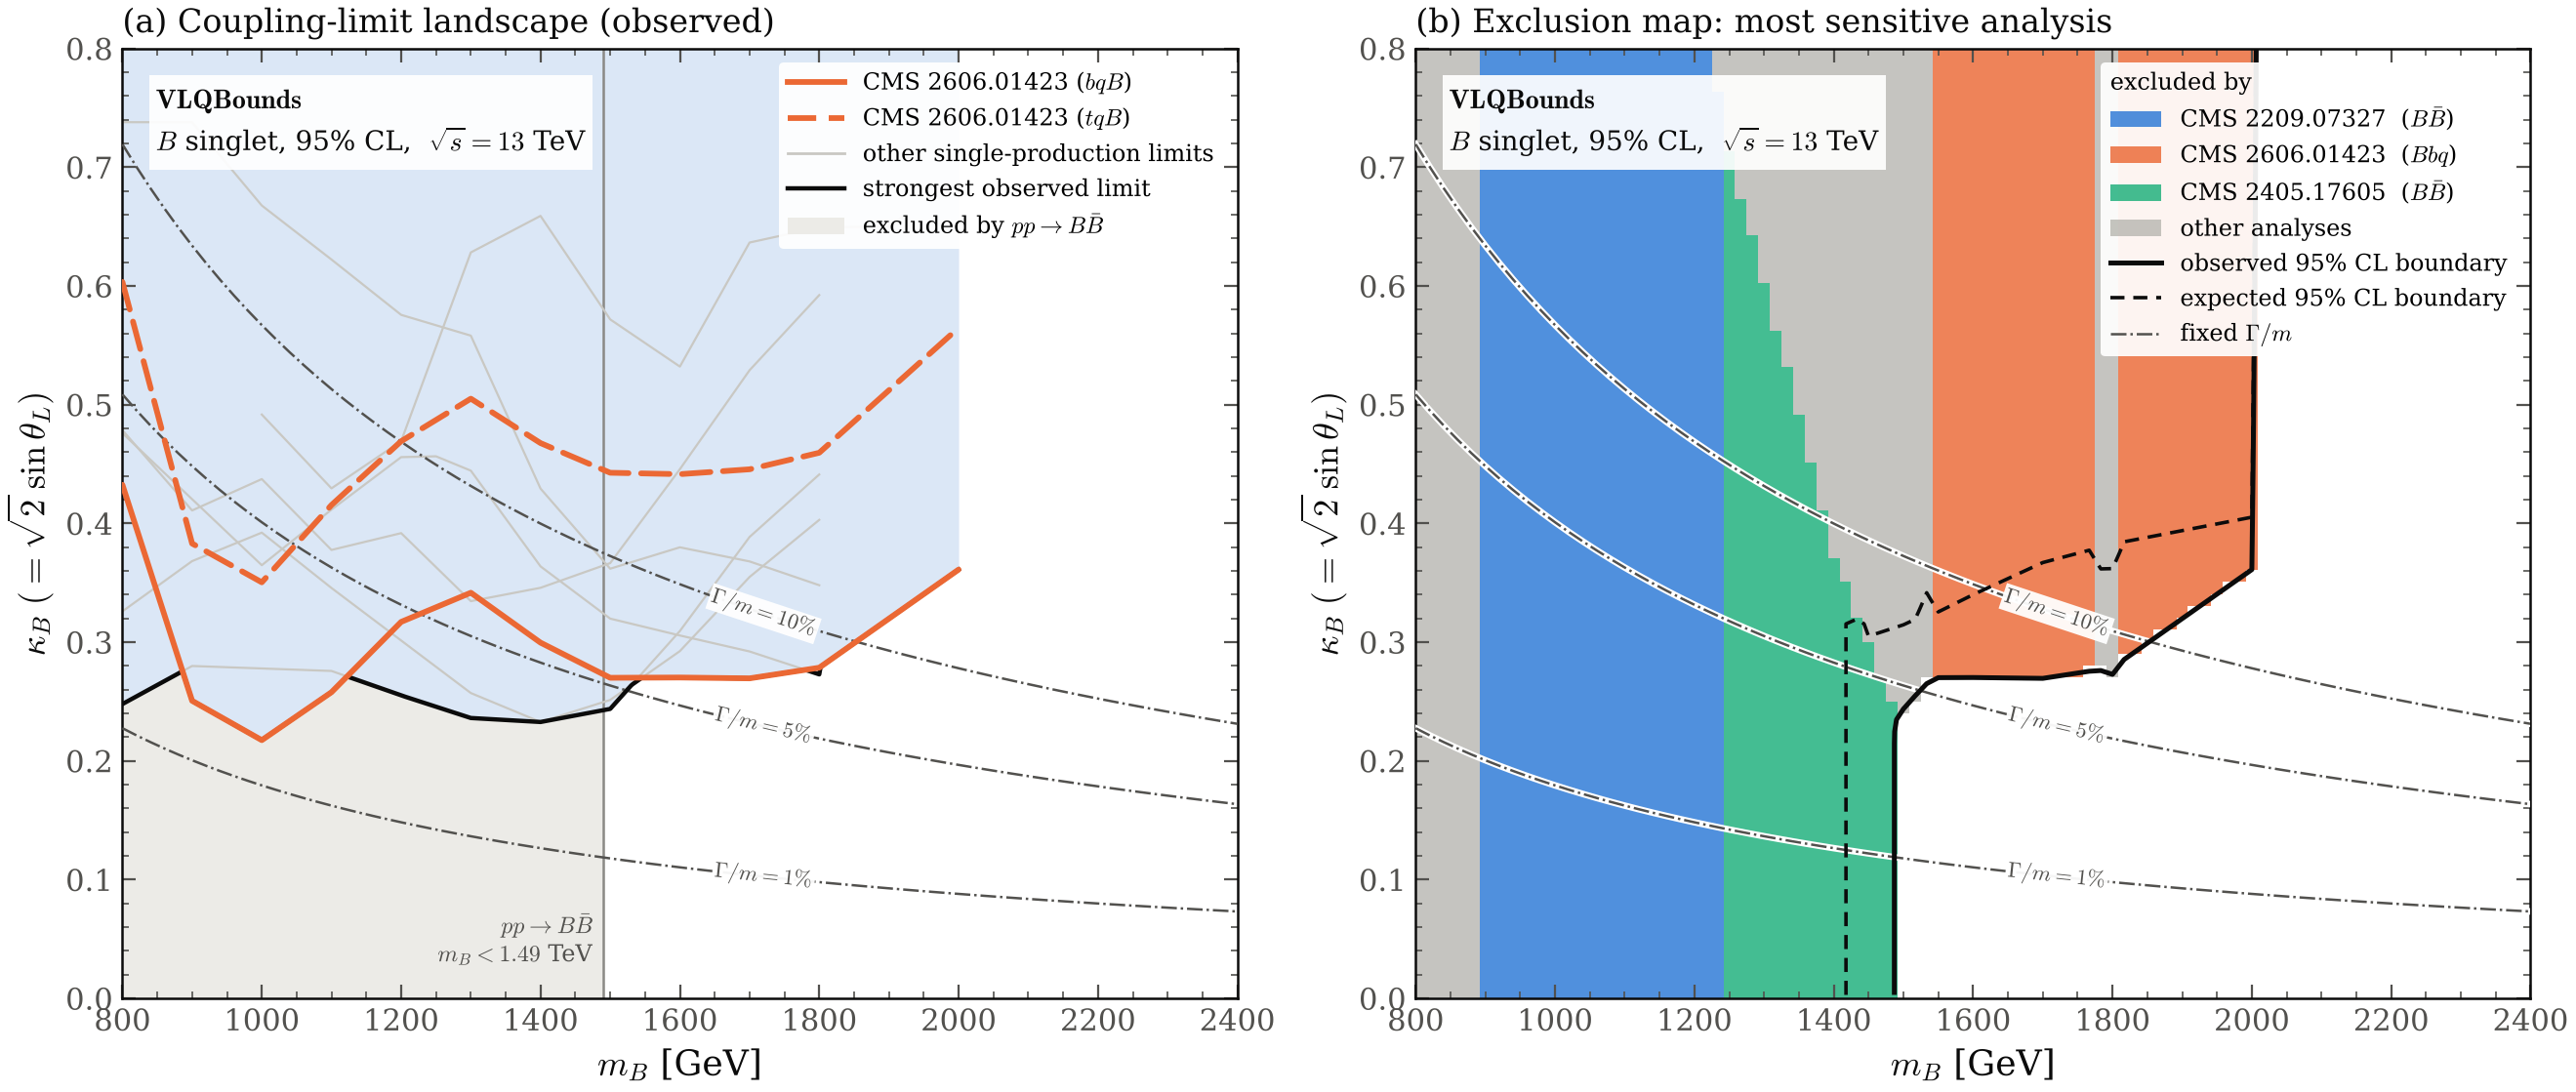 (a) Coupling-limit landscape (observed)
VLQBounds
B singlet, 95% CL, √s = 13 TeV
CMS 2606.01423 (bqB)
CMS 2606.01423 (tqB)
other single-production limits
strongest observed limit
excluded by pp → BB̄
Γ/m = 10%
Γ/m = 5%
Γ/m = 1%
pp → BB̄
m_B < 1.49 TeV
κ_B (= √2 sin θ_L)
0.8
0.7
0.6
0.5
0.4
0.3
0.2
0.1
0.0
800 1000 1200 1400 1600 1800 2000 2200 2400
m_B [GeV]
(b) Exclusion map: most sensitive analysis
VLQBounds
B singlet, 95% CL, √s = 13 TeV
excluded by
CMS 2209.07327 (BB̄)
CMS 2606.01423 (Bbq)
CMS 2405.17605 (BB̄)
other analyses
observed 95% CL boundary
expected 95% CL boundary
fixed Γ/m
Γ/m = 10%
Γ/m = 5%
Γ/m = 1%
κ_B (= √2 sin θ_L)
0.8
0.7
0.6
0.5
0.4
0.3
0.2
0.1
0.0
800 1000 1200 1400 1600 1800 2000 2200 2400
m_B [GeV]